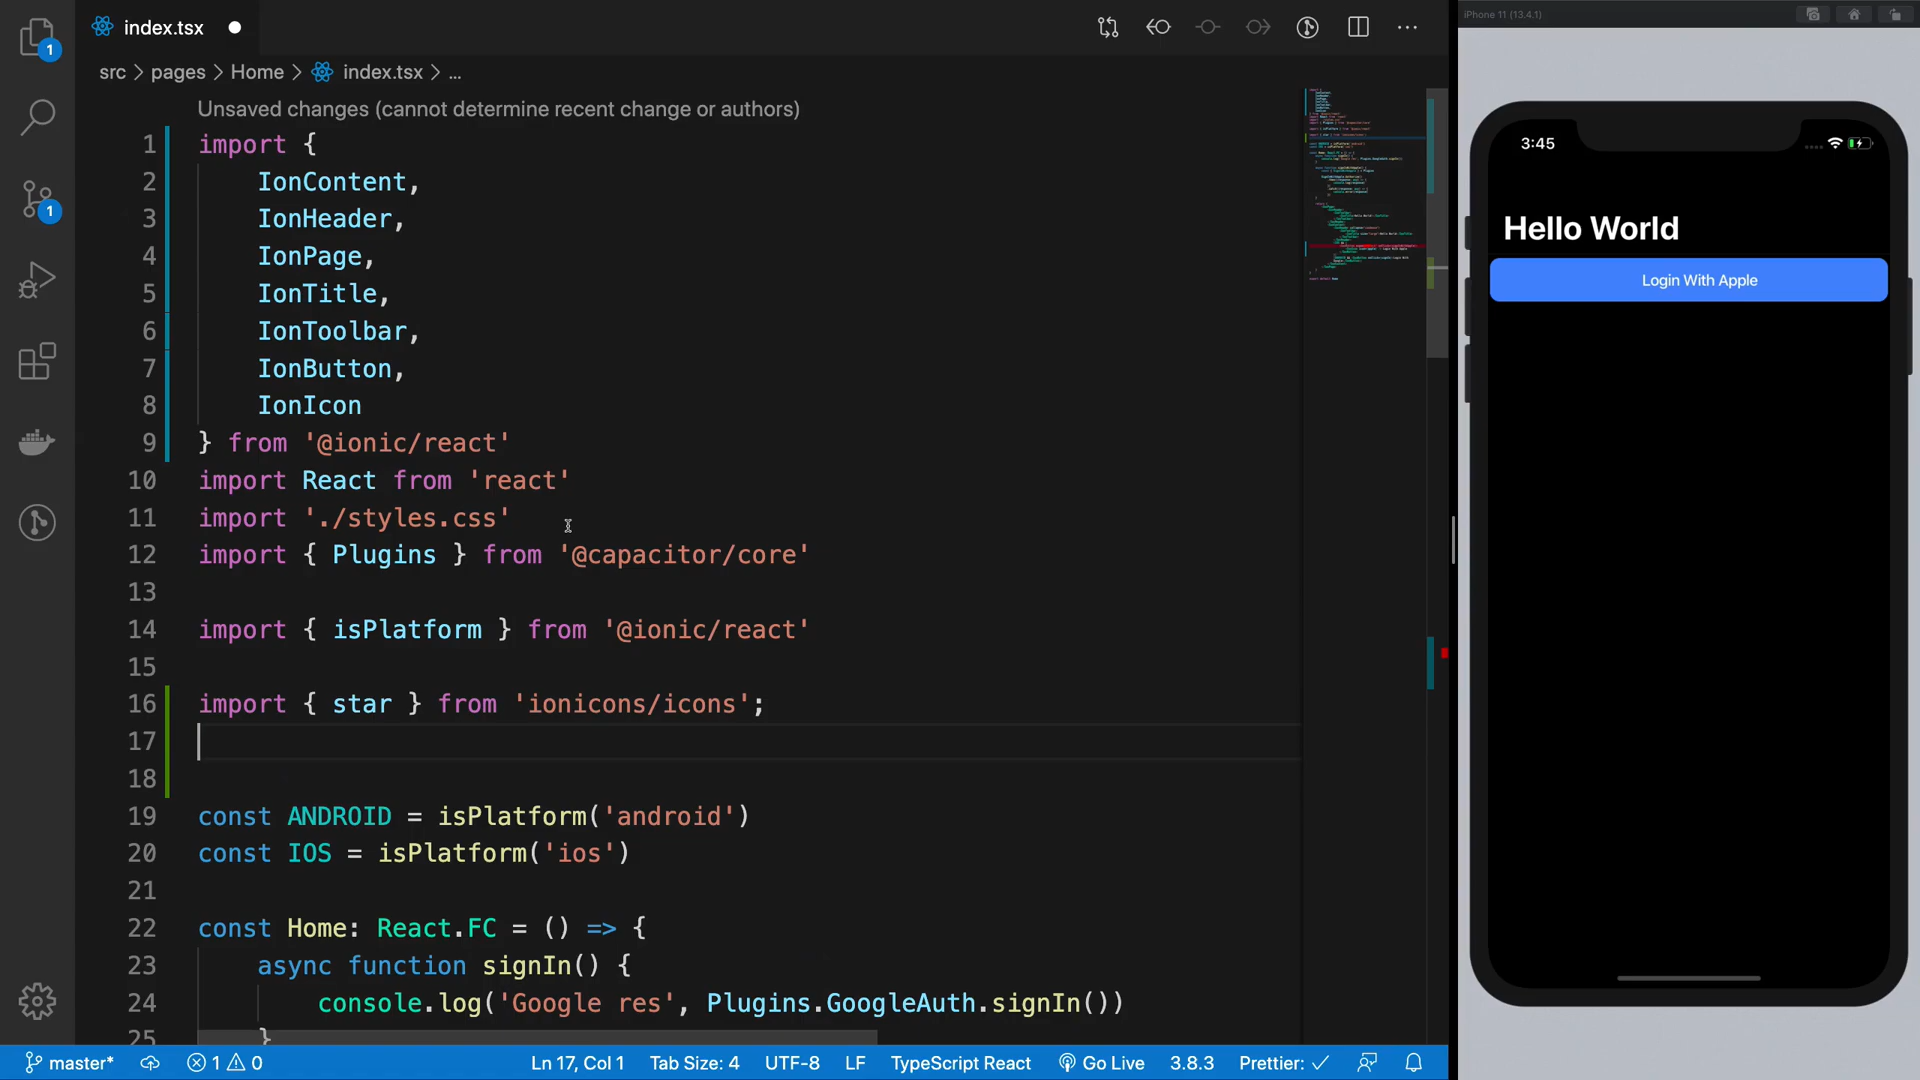 index.tsx
src > pages > Home > index.tsx > ...
Unsaved changes (cannot determine recent change or authors)
1 import {
2 IonContent,
3 IonHeader,
4 IonPage,
5 IonTitle,
6 IonToolbar,
7 IonButton,
8 IonIcon
9 } from '@ionic/react'
10 import React from 'react'
11 import './styles.css'
12 import { Plugins } from '@capacitor/core'
13
14 import { isPlatform } from '@ionic/react'
15
16 import { star } from 'ionicons/icons';
17
18
19 const ANDROID = isPlatform('android')
20 const IOS = isPlatform('ios')
21
22 const Home: React.FC = () => {
23 async function signIn() {
24 console.log('Google res', Plugins.GoogleAuth.signIn())
25 }
1
1
master* 1 0 Ln 17, Col 1 Tab Size: 4 UTF-8 LF TypeScript React Go Live 3.8.3 Prettier: ✓
iPhone 11 (13.4.1)
3:45
Hello World
Login With Apple